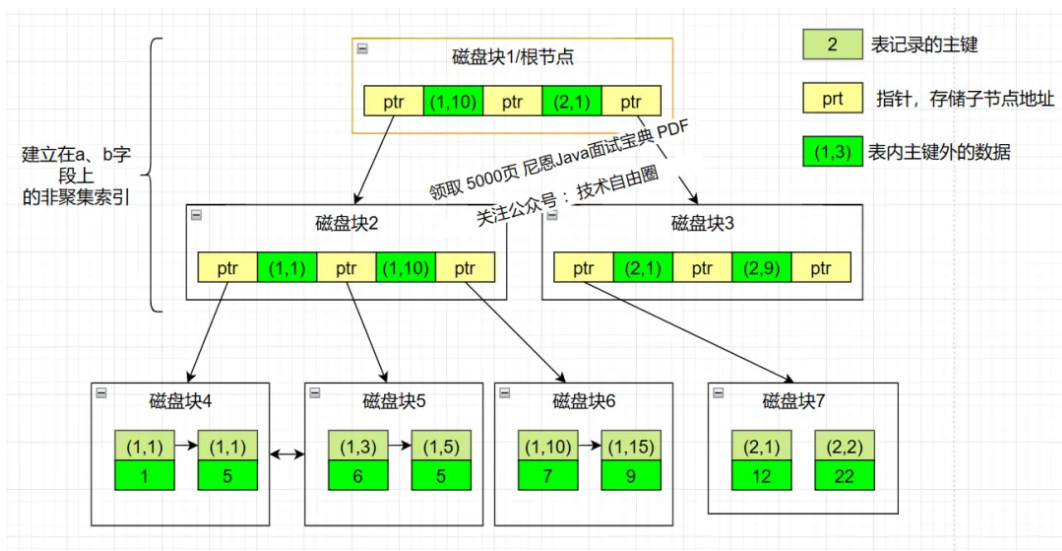 磁盘块1/根节点
ptr (1,10) ptr (2,1) ptr
2 表记录的主键
prt 指针，存储子节点地址
(1,3) 表内主键外的数据
建立在a、b字
段上
的非聚集索引
领取 5000页 尼恩Java面试宝典 PDF
关注公众号：技术自由圈
磁盘块2
ptr (1,1) ptr (1,10) ptr
磁盘块3
ptr (2,1) ptr (2,9) ptr
磁盘块4
(1,1) (1,1)
1 5
磁盘块5
(1,3) (1,5)
6 5
磁盘块6
(1,10) (1,15)
7 9
磁盘块7
(2,1) (2,2)
12 22